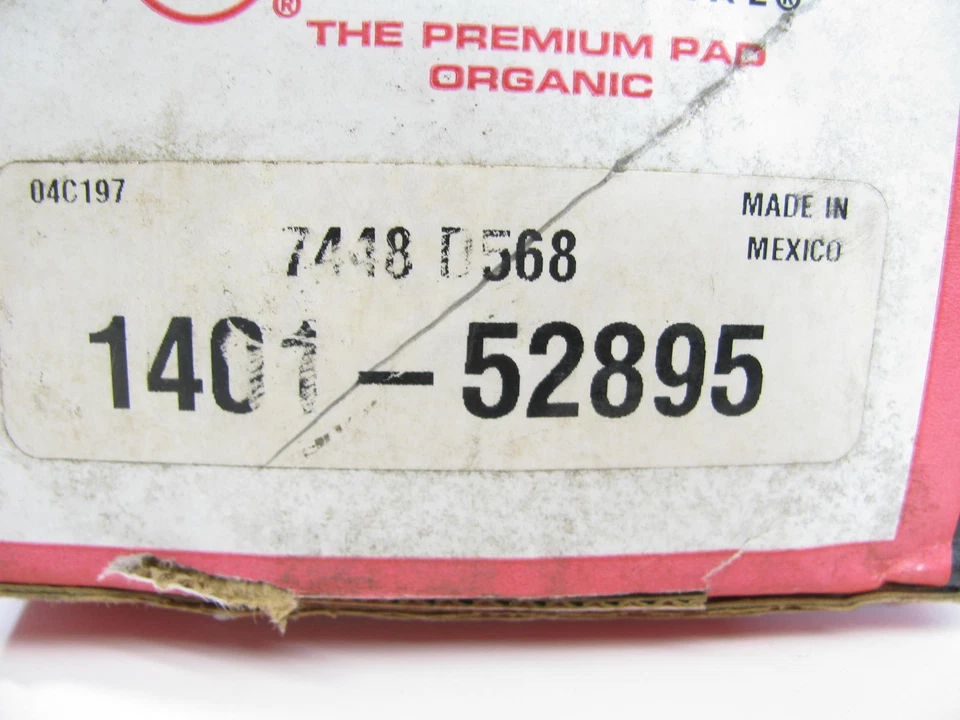 ®
®
THE PREMIUM PAD
ORGANIC
04C197
MADE IN
MEXICO
7448 D568
1401-52895